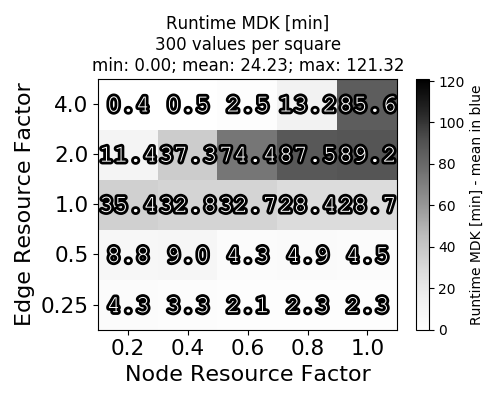 Runtime MDK [min]
300 values per square
min: 0.00; mean: 24.23; max: 121.32
Edge Resource Factor
4.0 0.4 0.5 2.5 13.2 85.6
2.0 11.4 37.3 74.4 87.5 89.2
1.0 35.4 32.8 32.7 28.4 28.7
0.5 8.8 9.0 4.3 4.9 4.5
0.25 4.3 3.3 2.1 2.3 2.3
0.2 0.4 0.6 0.8 1.0
Node Resource Factor
120
100
80
60
40
20
0
Runtime MDK [min] - mean in blue